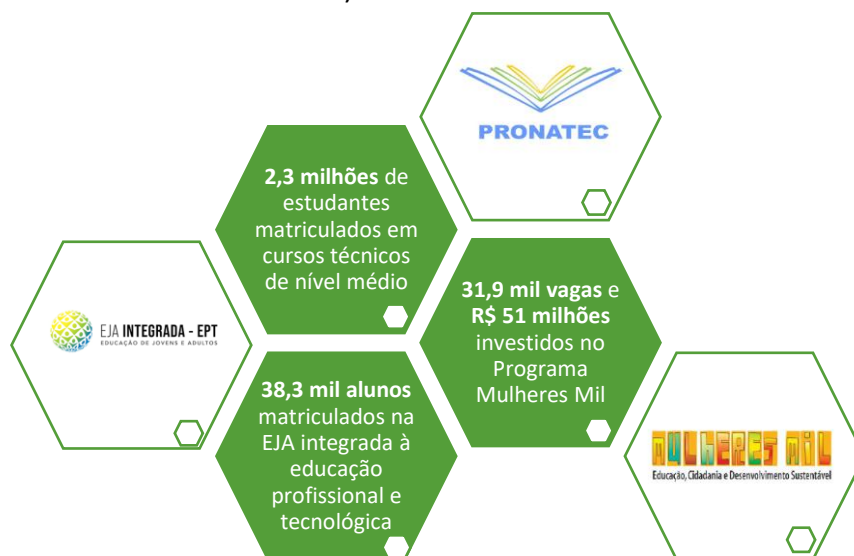 PRONATEC
2,3 milhões de
estudantes
matriculados em
cursos técnicos
de nível médio
31,9 mil vagas e
R$ 51 milhões
investidos no
Programa
Mulheres Mil
EJA INTEGRADA - EPT
EDUCAÇÃO DE JOVENS E ADULTOS
38,3 mil alunos
matriculados na
EJA integrada à
educação
profissional e
tecnológica
MULHERES MIL
Educação, Cidadania e Desenvolvimento Sustentável